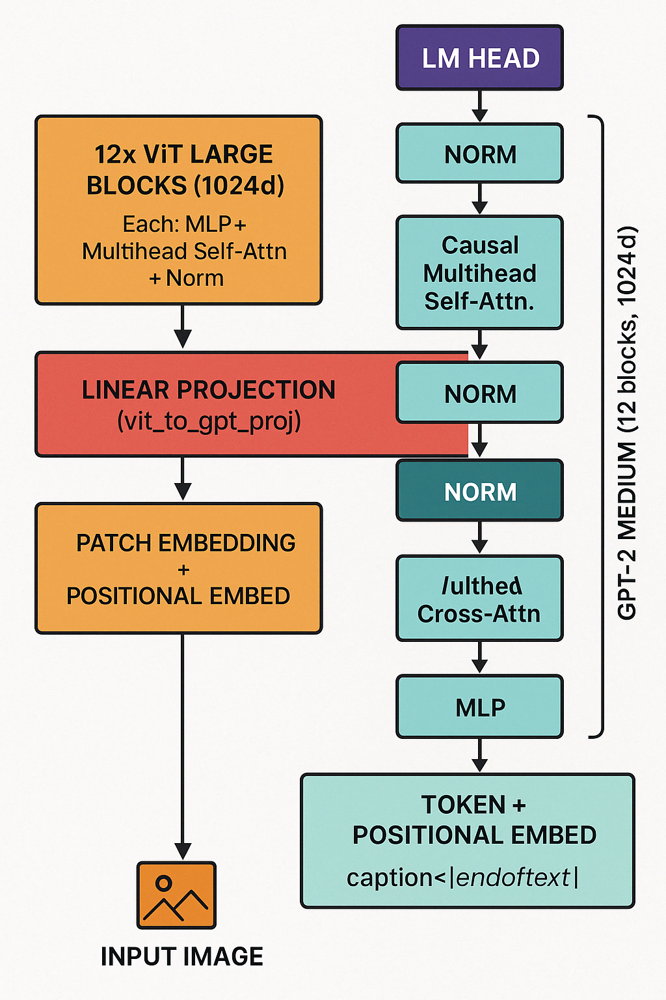 LM HEAD
12x ViT LARGE
BLOCKS (1024d)
Each: MLP+
Multihead Self-Attn
+ Norm
LINEAR PROJECTION
(vit_to_gpt_proj)
PATCH EMBEDDING
+
POSITIONAL EMBED
INPUT IMAGE
NORM
Causal
Multihead
Self-Attn.
NORM
NORM
Cross-Attn
MLP
TOKEN +
POSITIONAL EMBED
caption<|endoftext|
GPT-2 MEDIUM (12 blocks, 1024d)